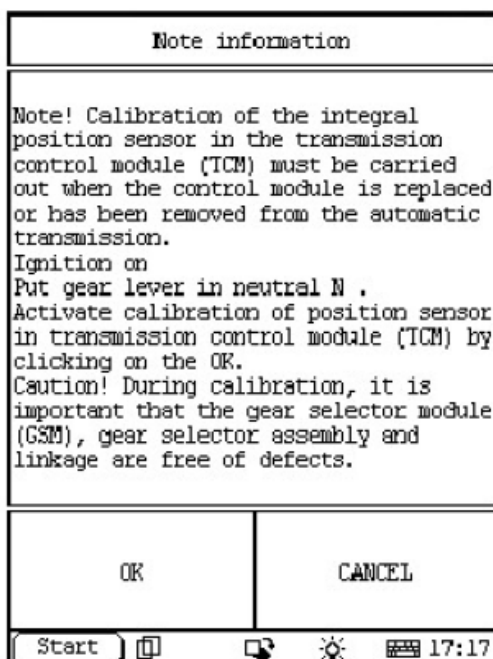 Note information
Note! Calibration of the integral
position sensor in the transmission
control module (TCM) must be carried
out when the control module is replaced
or has been removed from the automatic
transmission.
Ignition on
Put gear lever in neutral N .
Activate calibration of position sensor
in transmission control module (TCM) by
clicking on the OK.
Caution! During calibration, it is
important that the gear selector module
(GSM), gear selector assembly and
linkage are free of defects.
OK
CANCEL
Start
17:17